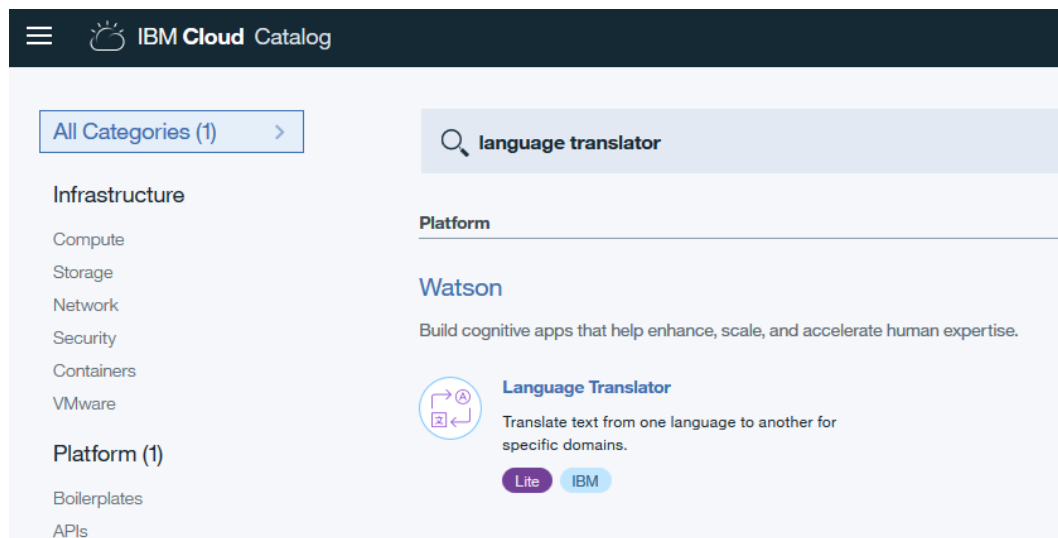 IBM Cloud Catalog
All Categories (1)
Infrastructure
Compute
Storage
Network
Security
Containers
VMware
Platform (1)
Boilerplates
APIs
language translator
Platform
Watson
Build cognitive apps that help enhance, scale, and accelerate human expertise.
A
文
Language Translator
Translate text from one language to another for
specific domains.
Lite IBM